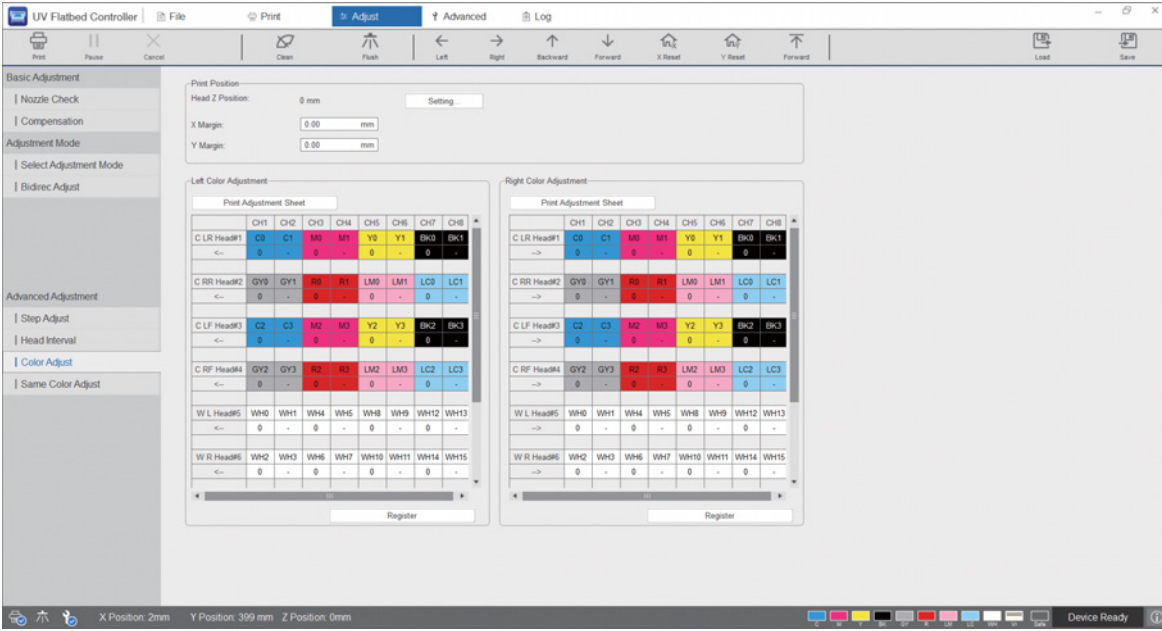 UV Flatbed Controller File Print Adjust Advanced Log
Print Pause Cancel Clean Flush Left Right Backward Forward X Reset Y Reset Forward Load Save
Basic Adjustment
Nozzle Check
Compensation
Adjustment Mode
Select Adjustment Mode
Bidirec Adjust
Advanced Adjustment
Step Adjust
Head Interval
Color Adjust
Same Color Adjust
Print Position
Head Z Position: 0 mm Setting...
X Margin: 0.00 mm
Y Margin: 0.00 mm
Left Color Adjustment
Print Adjustment Sheet
CH1 CH2 CH3 CH4 CH5 CH6 CH7 CH8
C LR Head#1 C0 C1 M0 M1 Y0 Y1 BK0 BK1
<-- 0 - 0 - 0 - 0 -
C RR Head#2 GY0 GY1 R0 R1 LM0 LM1 LC0 LC1
<-- 0 - 0 - 0 - 0 -
C LF Head#3 C2 C3 M2 M3 Y2 Y3 BK2 BK3
<-- 0 - 0 - 0 - 0 -
C RF Head#4 GY2 GY3 R2 R3 LM2 LM3 LC2 LC3
<-- 0 - 0 - 0 - 0 -
W L Head#5 WH0 WH1 WH4 WH5 WH8 WH9 WH12 WH13
<-- 0 - 0 - 0 - 0 -
W R Head#6 WH2 WH3 WH6 WH7 WH10 WH11 WH14 WH15
<-- 0 - 0 - 0 - 0 -
Register
Right Color Adjustment
Print Adjustment Sheet
CH1 CH2 CH3 CH4 CH5 CH6 CH7 CH8
C LR Head#1 C0 C1 M0 M1 Y0 Y1 BK0 BK1
--> 0 - 0 - 0 - 0 -
C RR Head#2 GY0 GY1 R0 R1 LM0 LM1 LC0 LC1
--> 0 - 0 - 0 - 0 -
C LF Head#3 C2 C3 M2 M3 Y2 Y3 BK2 BK3
--> 0 - 0 - 0 - 0 -
C RF Head#4 GY2 GY3 R2 R3 LM2 LM3 LC2 LC3
--> 0 - 0 - 0 - 0 -
W L Head#5 WH0 WH1 WH4 WH5 WH8 WH9 WH12 WH13
--> 0 - 0 - 0 - 0 -
W R Head#6 WH2 WH3 WH6 WH7 WH10 WH11 WH14 WH15
--> 0 - 0 - 0 - 0 -
Register
X Position: 2mm Y Position: 399 mm Z Position: 0mm C M Y BK GY R LM LC WH VI Safe Device Ready